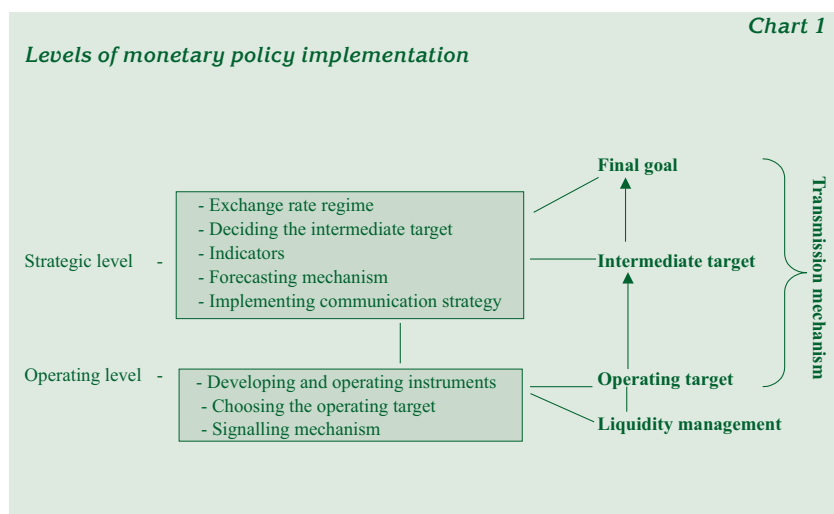 Chart 1
Levels of monetary policy implementation
Final goal
- Exchange rate regime
- Deciding the intermediate target
Strategic level - - Indicators
Intermediate target
- Forecasting mechanism
- Implementing communication strategy
Transmission mechanism
Operating level -
- Developing and operating instruments
Operating target
- Choosing the operating target
- Signalling mechanism
Liquidity management